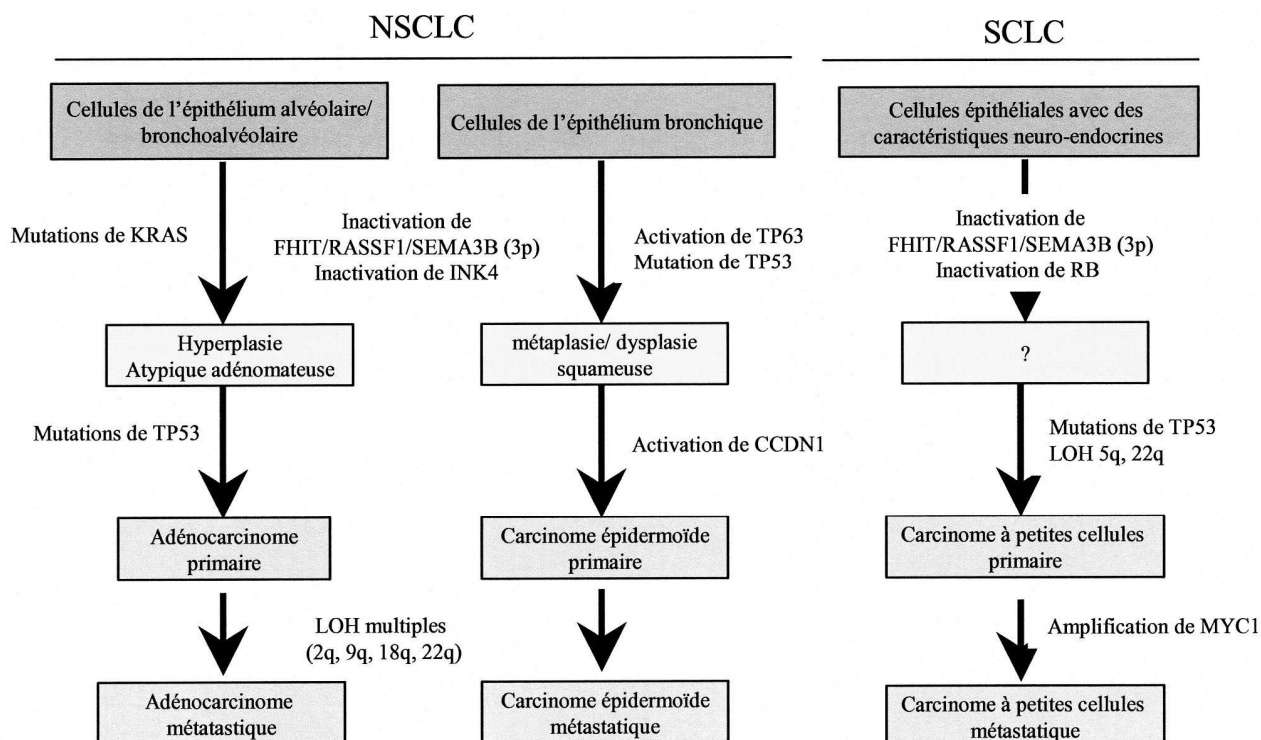 NSCLC
SCLC
Cellules de l'épithélium alvéolaire/
bronchoalvéolaire
Cellules de l'épithélium bronchique
Cellules épithéliales avec des
caractéristiques neuro-endocrines
Mutations de KRAS
Inactivation de
FHIT/RASSF1/SEMA3B (3p)
Inactivation de INK4
Activation de TP63
Mutation de TP53
Inactivation de
FHIT/RASSF1/SEMA3B (3p)
Inactivation de RB
Hyperplasie
Atypique adénomateuse
métaplasie/ dysplasie
squameuse
?
Mutations de TP53
Activation de CCDN1
Mutations de TP53
LOH 5q, 22q
Adénocarcinome
primaire
Carcinome épidermoïde
primaire
Carcinome à petites cellules
primaire
LOH multiples
(2q, 9q, 18q, 22q)
Amplification de MYC1
Adénocarcinome
métatastique
Carcinome épidermoïde
métastatique
Carcinome à petites cellules
métastatique